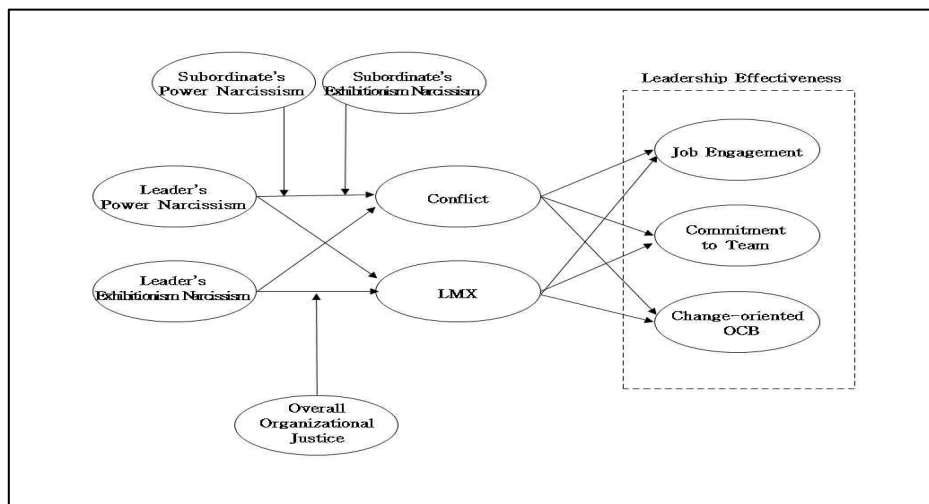 Subordinate's
Power Narcissism
Subordinate's
Exhibitionism Narcissism
Leadership Effectiveness
Job Engagement
Leader's
Power Narcissism
Conflict
Commitment
to Team
Leader's
Exhibitionism Narcissism
LMX
Change-oriented
OCB
Overall
Organizational
Justice